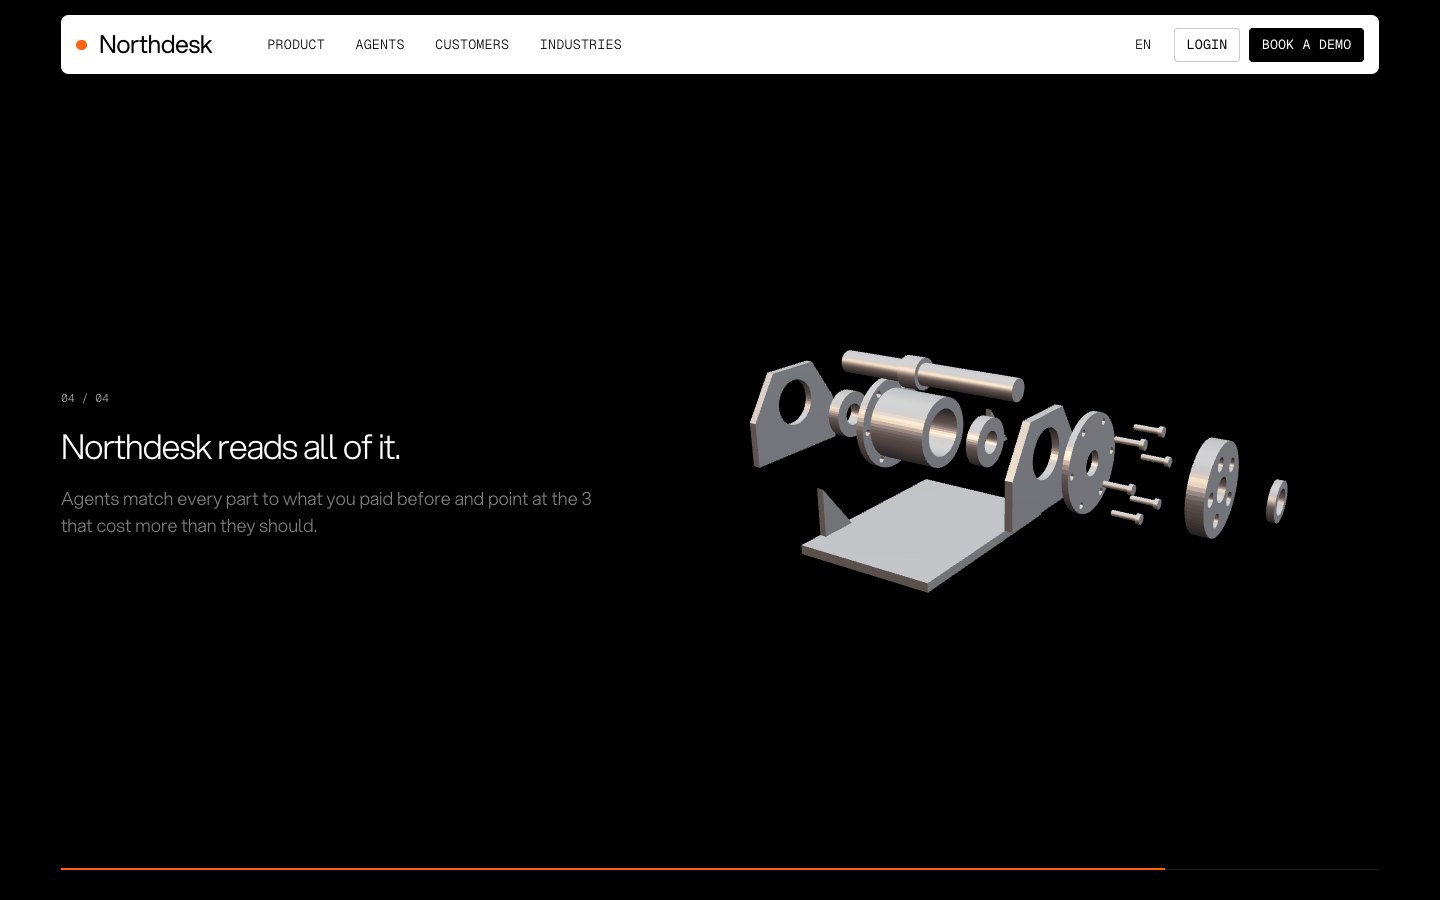 Northdesk
PRODUCT
AGENTS
CUSTOMERS
INDUSTRIES
EN
LOGIN
BOOK A DEMO
04 / 04
Northdesk reads all of it.
Agents match every part to what you paid before and point at the 3
that cost more than they should.